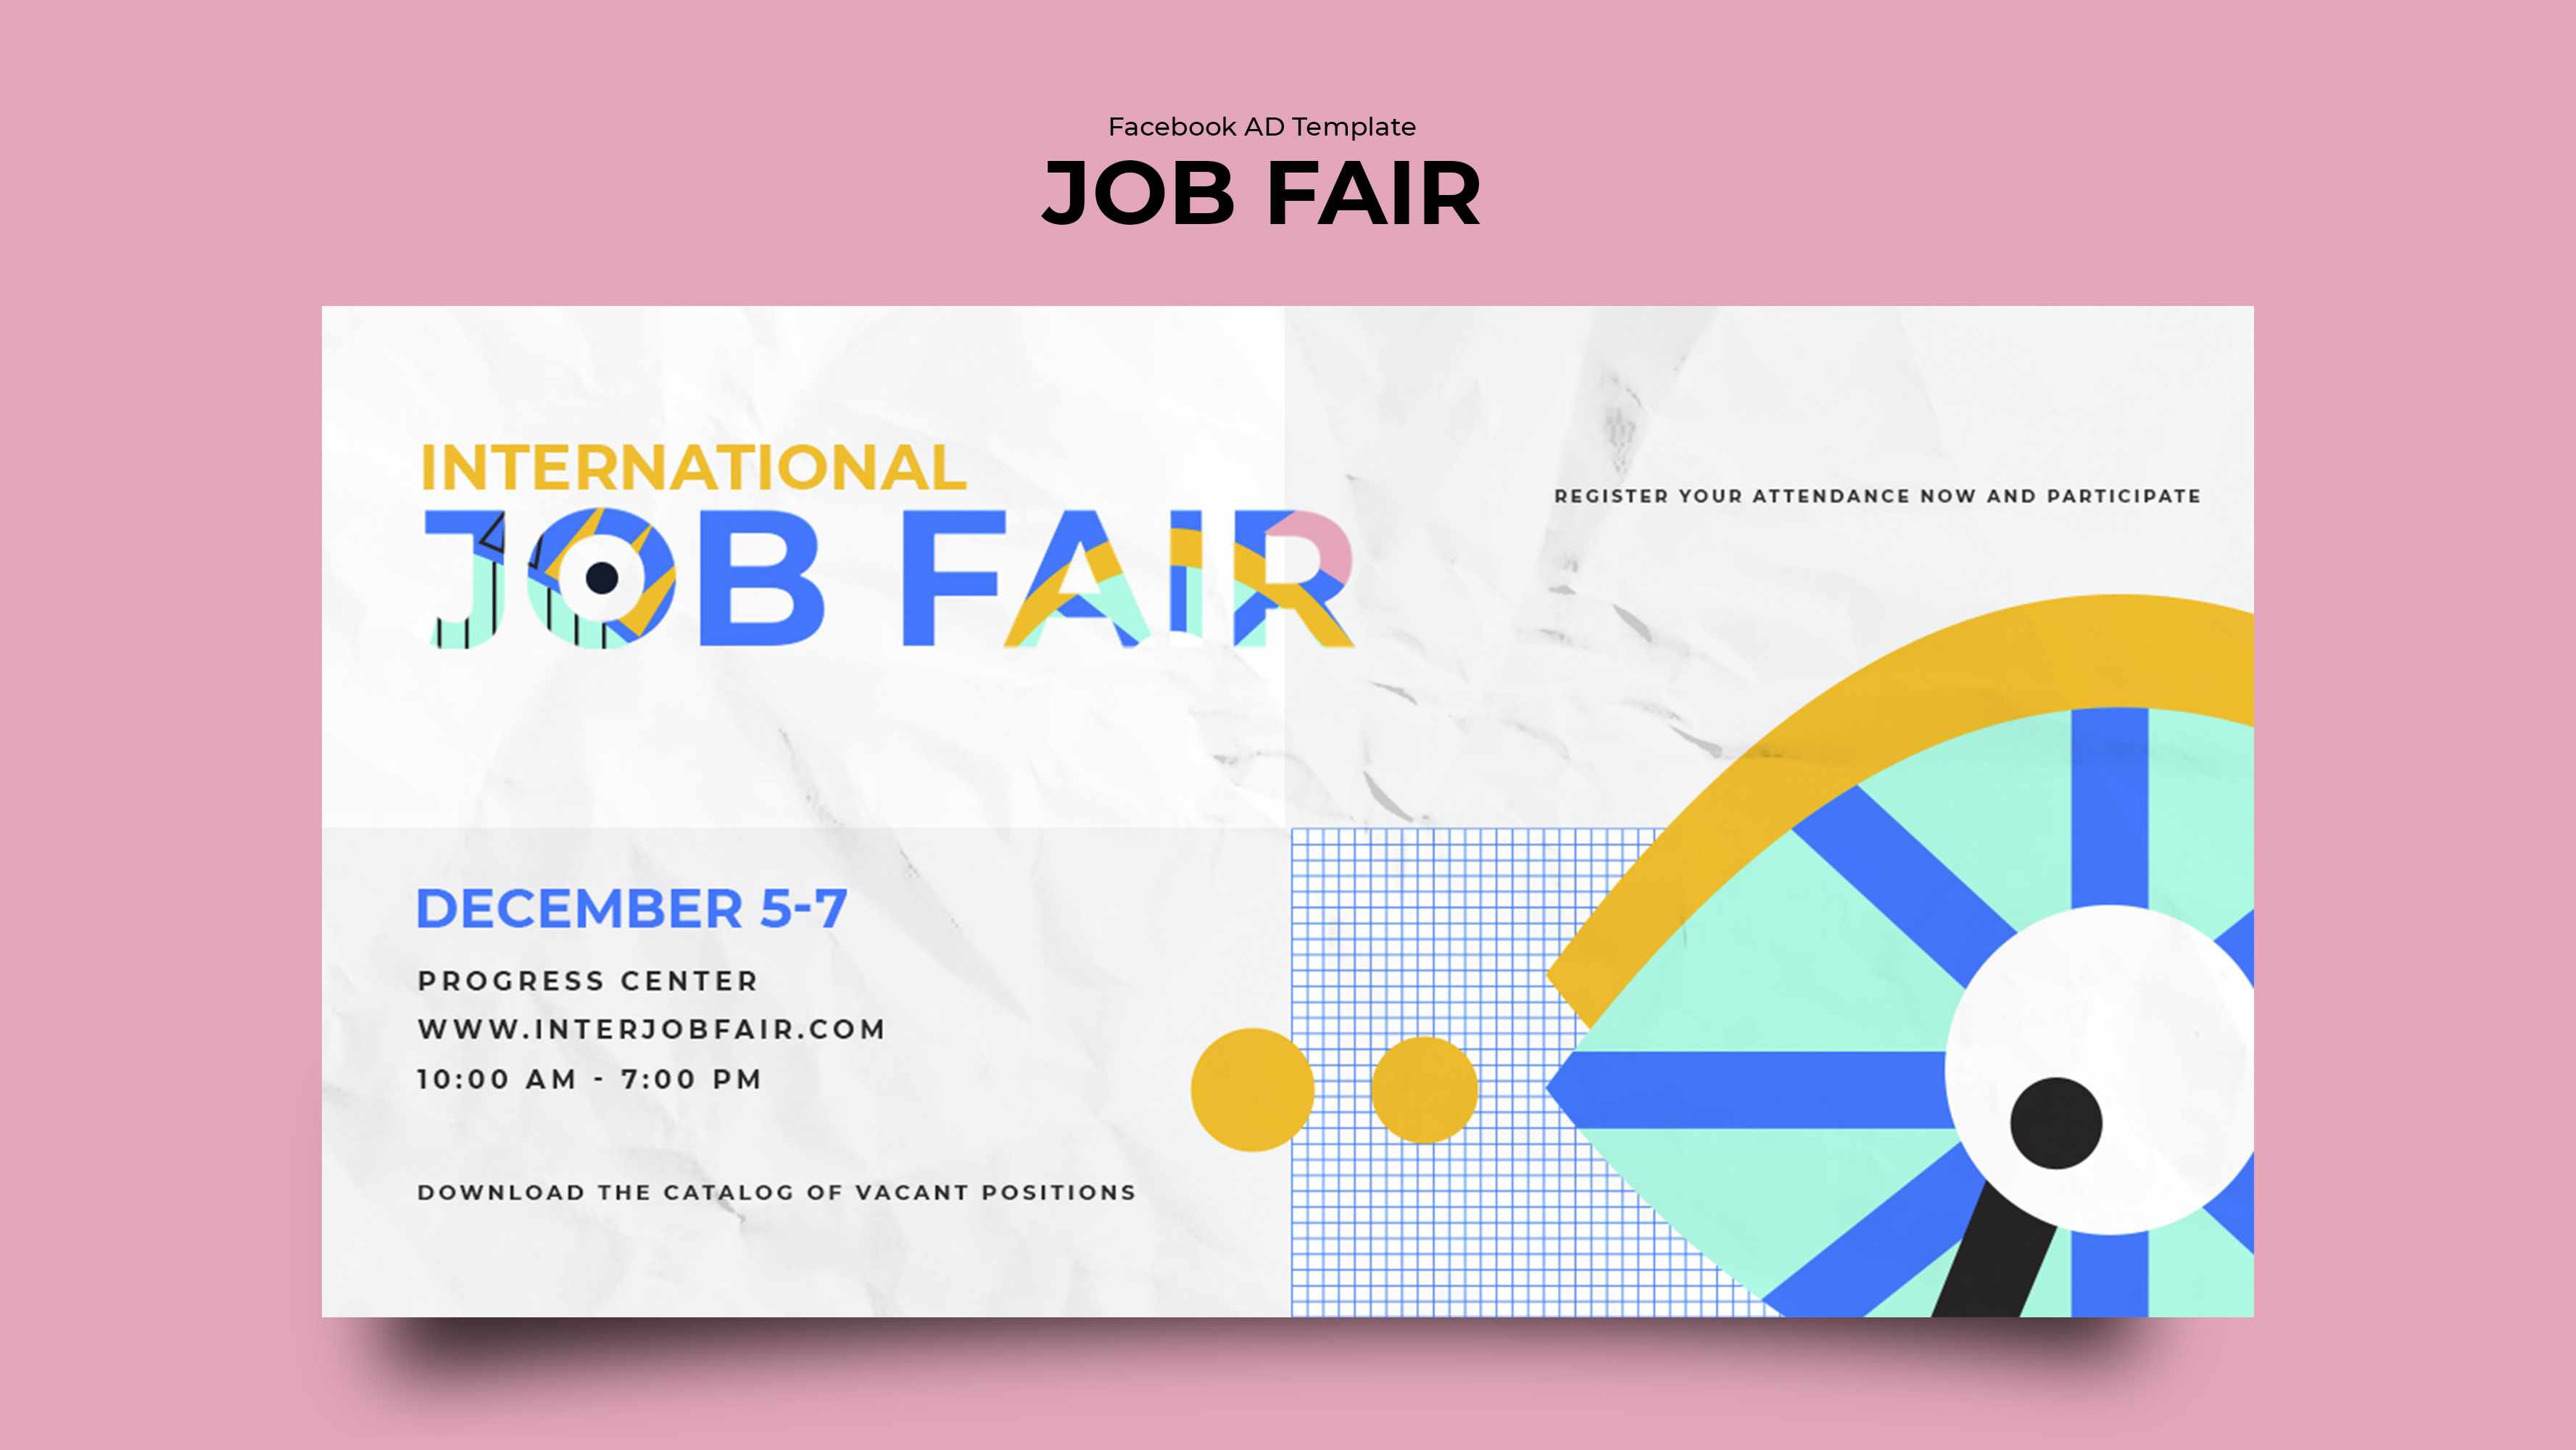 Facebook AD Template
JOB FAIR
INTERNATIONAL
JOB FAIR
REGISTER YOUR ATTENDANCE NOW AND PARTICIPATE
DECEMBER 5-7
PROGRESS CENTER
WWW.INTERJOBFAIR.COM
10:00 AM - 7:00 PM
DOWNLOAD THE CATALOG OF VACANT POSITIONS